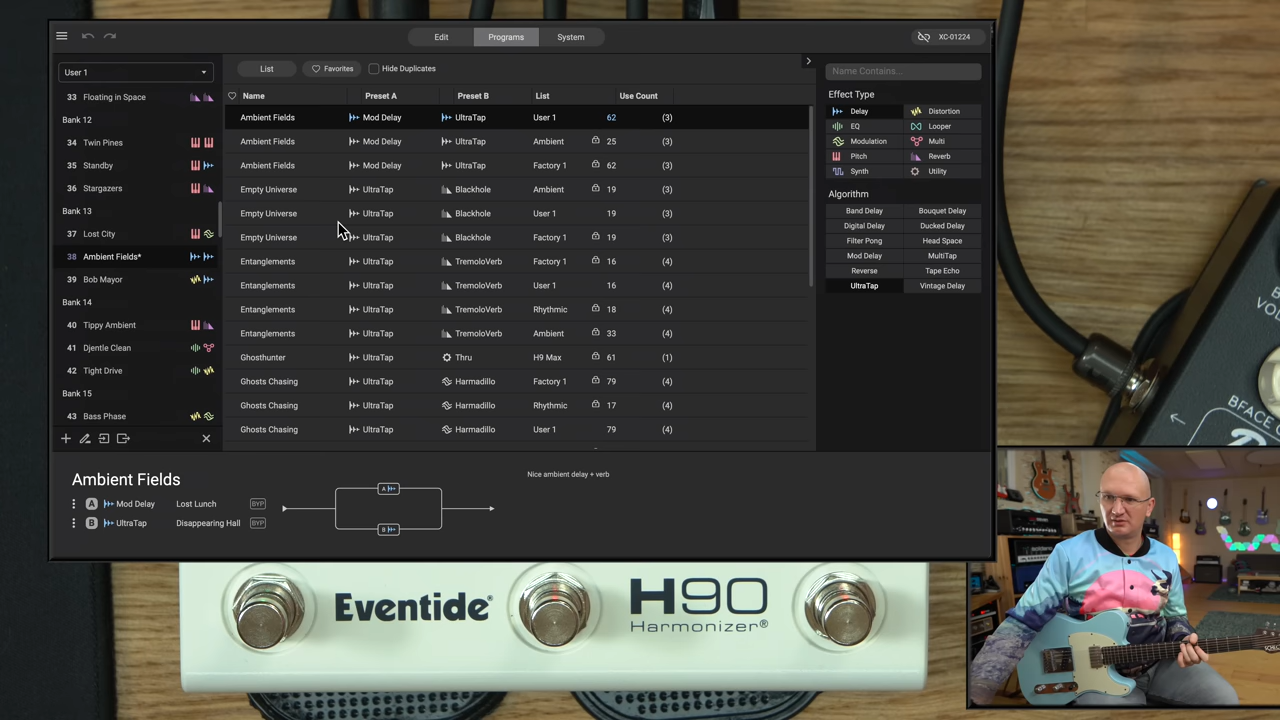 Edit Programs System XC-01224
User 1
33 Floating in Space
Bank 12
34 Twin Pines
35 Standby
36 Stargazers
Bank 13
37 Lost City
38 Ambient Fields*
39 Bob Mayor
Bank 14
40 Tippy Ambient
41 Djentle Clean
42 Tight Drive
Bank 15
43 Bass Phase
List Favorites Hide Duplicates
Name Preset A Preset B List Use Count
Ambient Fields Mod Delay UltraTap User 1 62 (3)
Ambient Fields Mod Delay UltraTap Ambient 25 (3)
Ambient Fields Mod Delay UltraTap Factory 1 62 (3)
Empty Universe UltraTap Blackhole Ambient 19 (3)
Empty Universe UltraTap Blackhole User 1 19 (3)
Empty Universe UltraTap Blackhole Factory 1 19 (3)
Entanglements UltraTap TremoloVerb Factory 1 16 (4)
Entanglements UltraTap TremoloVerb User 1 16 (4)
Entanglements UltraTap TremoloVerb Rhythmic 18 (4)
Entanglements UltraTap TremoloVerb Ambient 33 (4)
Ghosthunter UltraTap Thru H9 Max 61 (1)
Ghosts Chasing UltraTap Harmadillo Factory 1 79 (4)
Ghosts Chasing UltraTap Harmadillo Rhythmic 17 (4)
Ghosts Chasing UltraTap Harmadillo User 1 79 (4)
Name Contains...
Effect Type
Delay Distortion
EQ Looper
Modulation Multi
Pitch Reverb
Synth Utility
Algorithm
Band Delay Bouquet Delay
Digital Delay Ducked Delay
Filter Pong Head Space
Mod Delay MultiTap
Reverse Tape Echo
UltraTap Vintage Delay
Ambient Fields
A Mod Delay Lost Lunch BYP
B UltraTap Disappearing Hall BYP
A
B
Nice ambient delay + verb
Eventide® H90
Harmonizer®